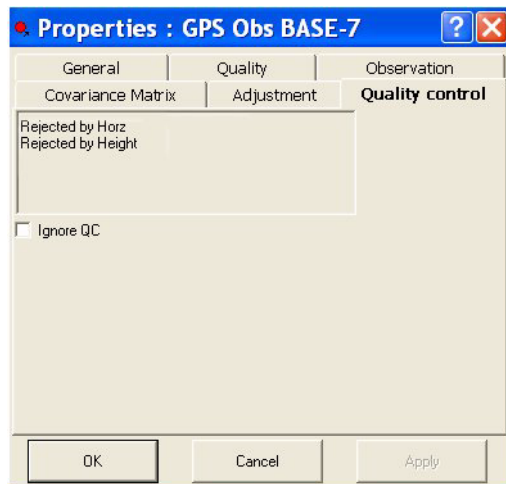 Properties : GPS Obs BASE-7
General Quality Observation
Covariance Matrix Adjustment Quality control
Rejected by Horz
Rejected by Height
Ignore QC
OK Cancel Apply